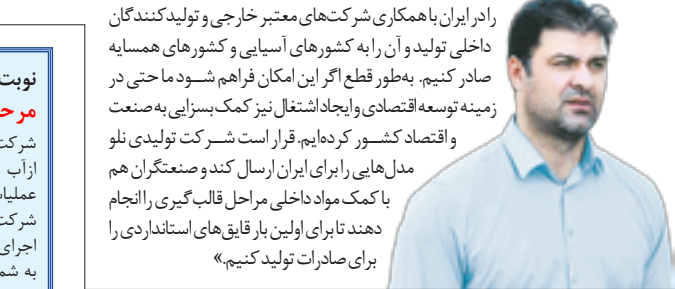 را در ایران با همکاری شرکت‌های معتبر خارجی و تولیدکنندگان
داخلی تولید و آن را به کشورهای آسیایی و کشورهای همسایه
صادر کنیم. به‌طور قطع اگر این امکان فراهم شود ما حتی در
زمینه توسعه اقتصادی و ایجاد اشتغال نیز کمک بسزایی به صنعت
و اقتصاد کشور کرده‌ایم. قرار است شرکت تولیدی نلو
مدل‌هایی را برای ایران ارسال کند و صنعتگران هم
با کمک مواد داخلی مراحل قالب‌گیری را انجام
دهند تا برای اولین بار قایق‌های استانداردی را
برای صادرات تولید کنیم.»
نوبت
شرکت
از آب
شرکت
اجرای
به شم